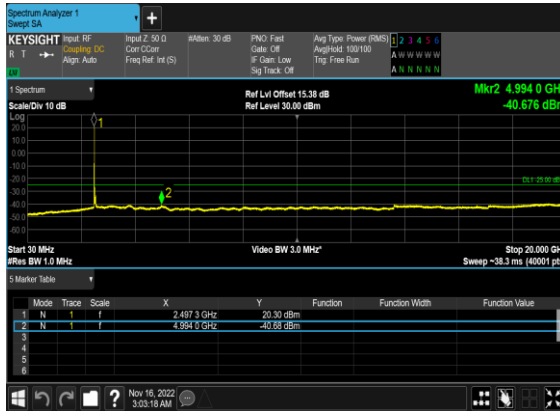 Spectrum Analyzer 1
Swept SA
+
KEYSIGHT
R T
Input: RF
Coupling: DC
Align: Auto
Input Z: 50 Ω
Corr CCorr
Freq Ref: Int (S)
#Atten: 30 dB
PNO: Fast
Gate: Off
IF Gain: Low
Sig Track: Off
Avg Type: Power (RMS)
Avg|Hold: 100/100
Trig: Free Run
1 2 3 4 5 6
A W W W W W
A N N N N N
1 Spectrum
Scale/Div 10 dB
Ref Lvl Offset 15.38 dB
Ref Level 30.00 dBm
Mkr2 4.994 0 GHz
-40.676 dBm
Log
20.0
10.0
0.00
-10.0
-20.0
-30.0
-40.0
-50.0
-60.0
1
2
DL1 -25.00 dB
Start 30 MHz
#Res BW 1.0 MHz
Video BW 3.0 MHz*
Stop 20.000 GHz
Sweep ~38.3 ms (40001 pts
5 Marker Table
Mode Trace Scale X Y Function Function Width Function Value
1 N 1 f 2.497 3 GHz 20.30 dBm
2 N 1 f 4.994 0 GHz -40.68 dBm
3
4
5
6
?
Nov 16, 2022
3:03:18 AM